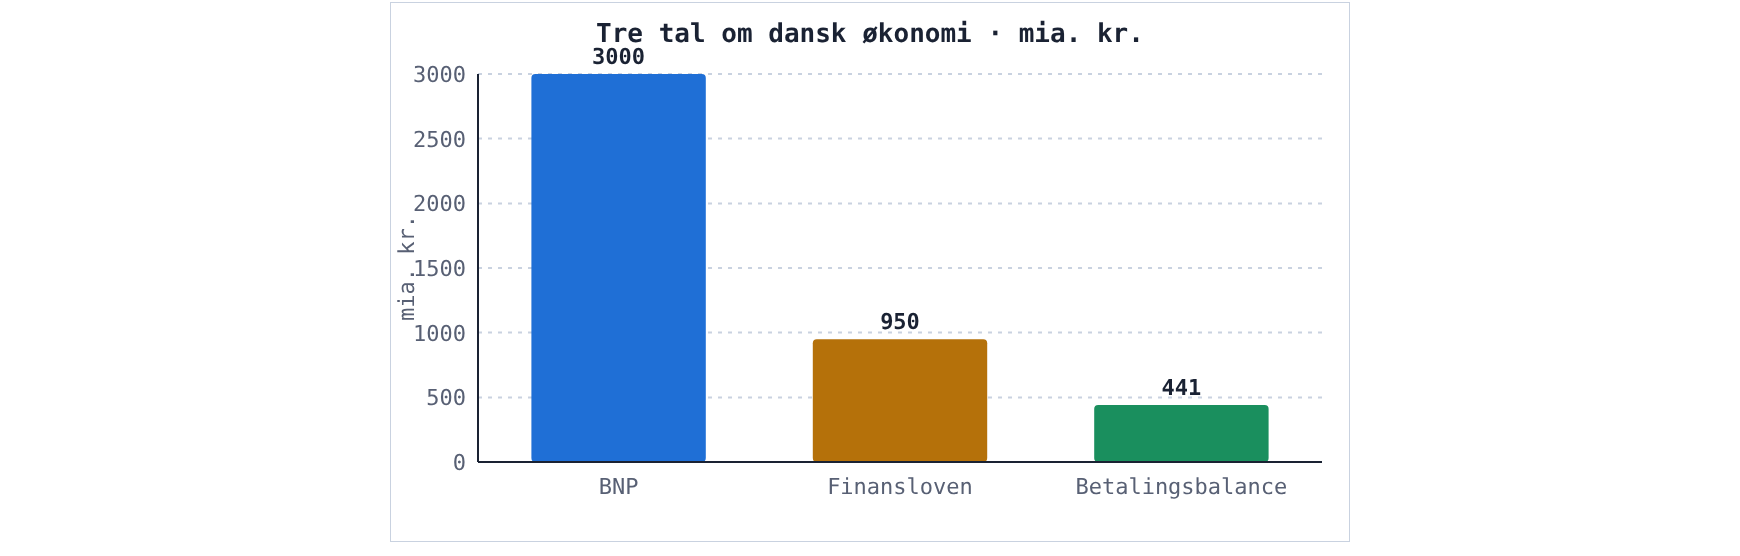 Tre tal om dansk økonomi · mia. kr.
3000
3000
2500
2000
1500
1000
500
0
mia. kr.
950
441
BNP
Finansloven
Betalingsbalance